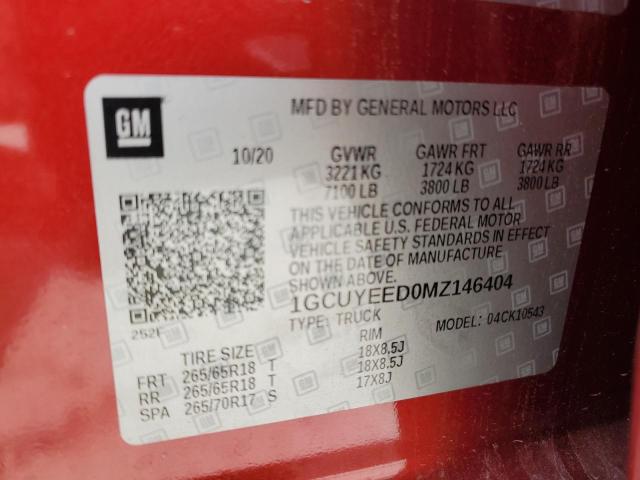 GM
MFD BY GENERAL MOTORS LLC
10/20 GVWR GAWR FRT GAWR RR
3221 KG 1724 KG 1724 KG
7100 LB 3800 LB 3800 LB
THIS VEHICLE CONFORMS TO ALL
APPLICABLE U.S. FEDERAL MOTOR
VEHICLE SAFETY STANDARDS IN EFFECT
ON THE DATE OF MANUFACTURE
SHOWN ABOVE.
1GCUYEED0MZ146404
TYPE: TRUCK MODEL: 04CK10543
252F
TIRE SIZE RIM
FRT 265/65R18 T 18X8.5J
RR 265/65R18 T 18X8.5J
SPA 265/70R17 S 17X8J